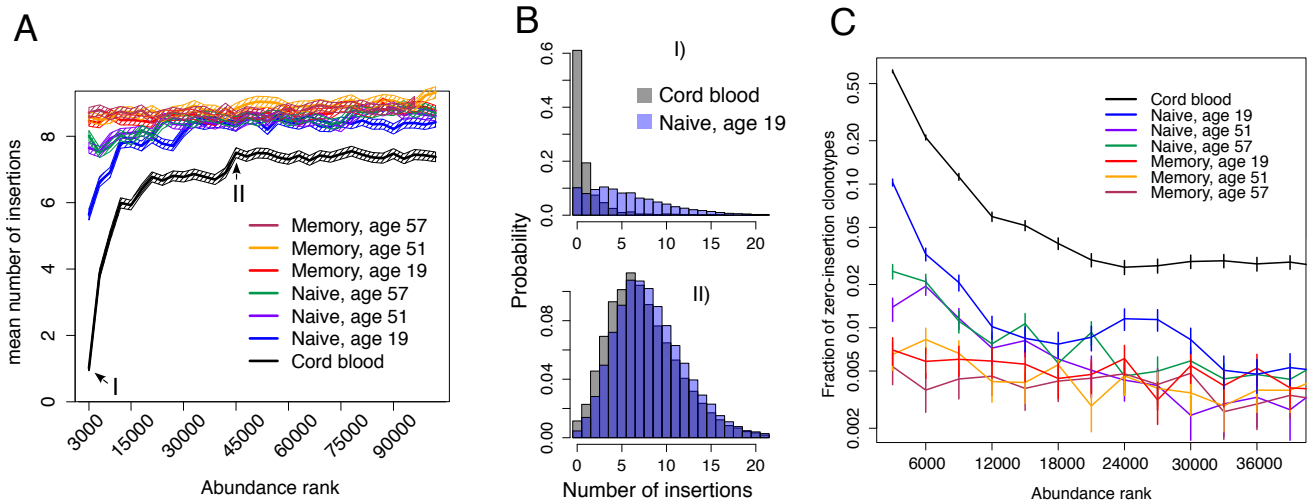 A
mean number of insertions
8
6
4
2
0
I
II
Memory, age 57
Memory, age 51
Memory, age 19
Naive, age 57
Naive, age 51
Naive, age 19
Cord blood
3000
15000
30000
45000
60000
75000
90000
Abundance rank
B
Probability
I)
0.6
0.4
0.2
0.0
Cord blood
Naive, age 19
0 5 10 15 20
II)
0.08
0.04
0.00
0 5 10 15 20
Number of insertions
C
Fraction of zero-insertion clonotypes
0.50
0.20
0.10
0.05
0.02
0.01
0.005
0.002
Cord blood
Naive, age 19
Naive, age 51
Naive, age 57
Memory, age 19
Memory, age 51
Memory, age 57
6000 12000 18000 24000 30000 36000
Abundance rank